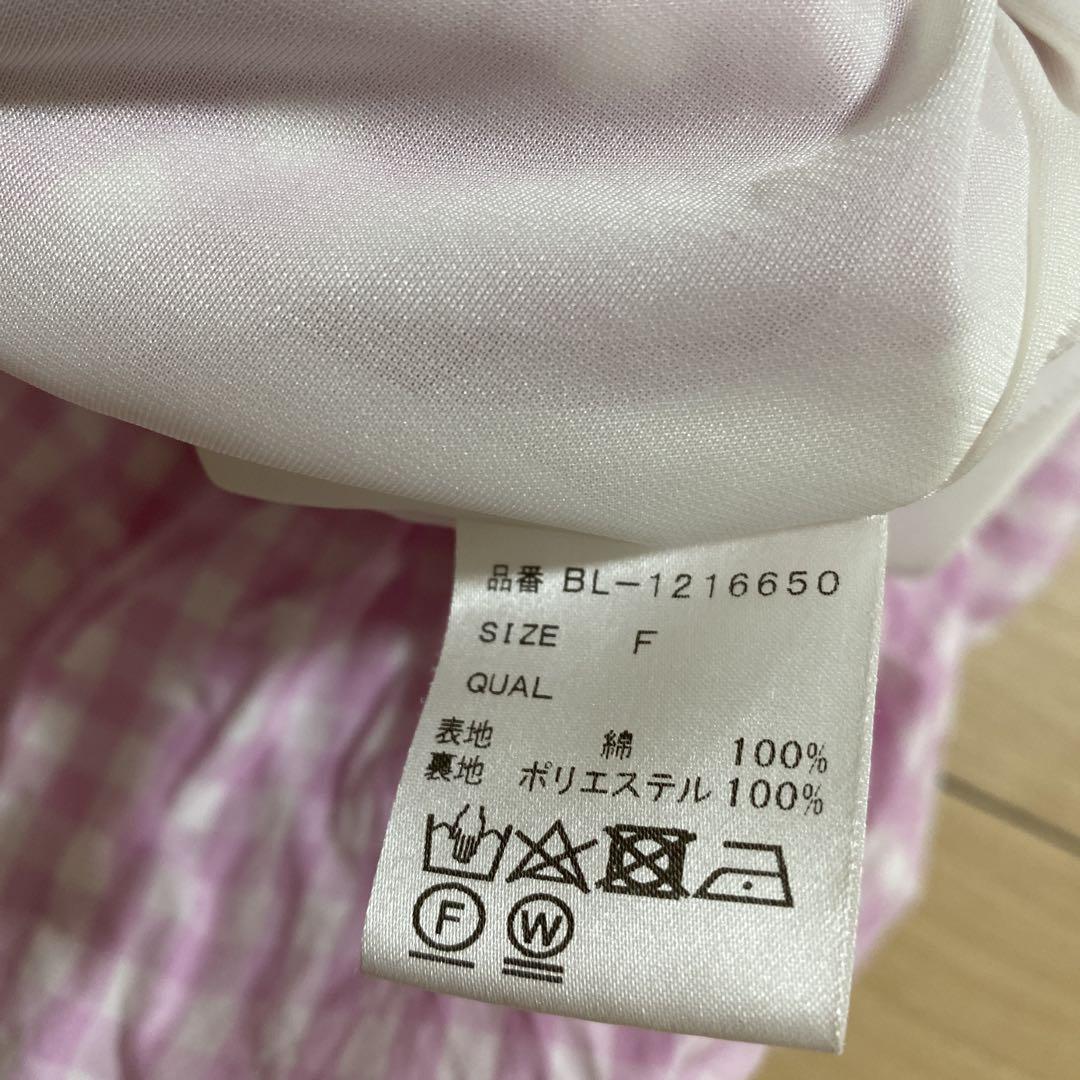 品番 BL-1216650
SIZE F
QUAL
表地 綿 100%
裏地 ポリエステル 100%
F W